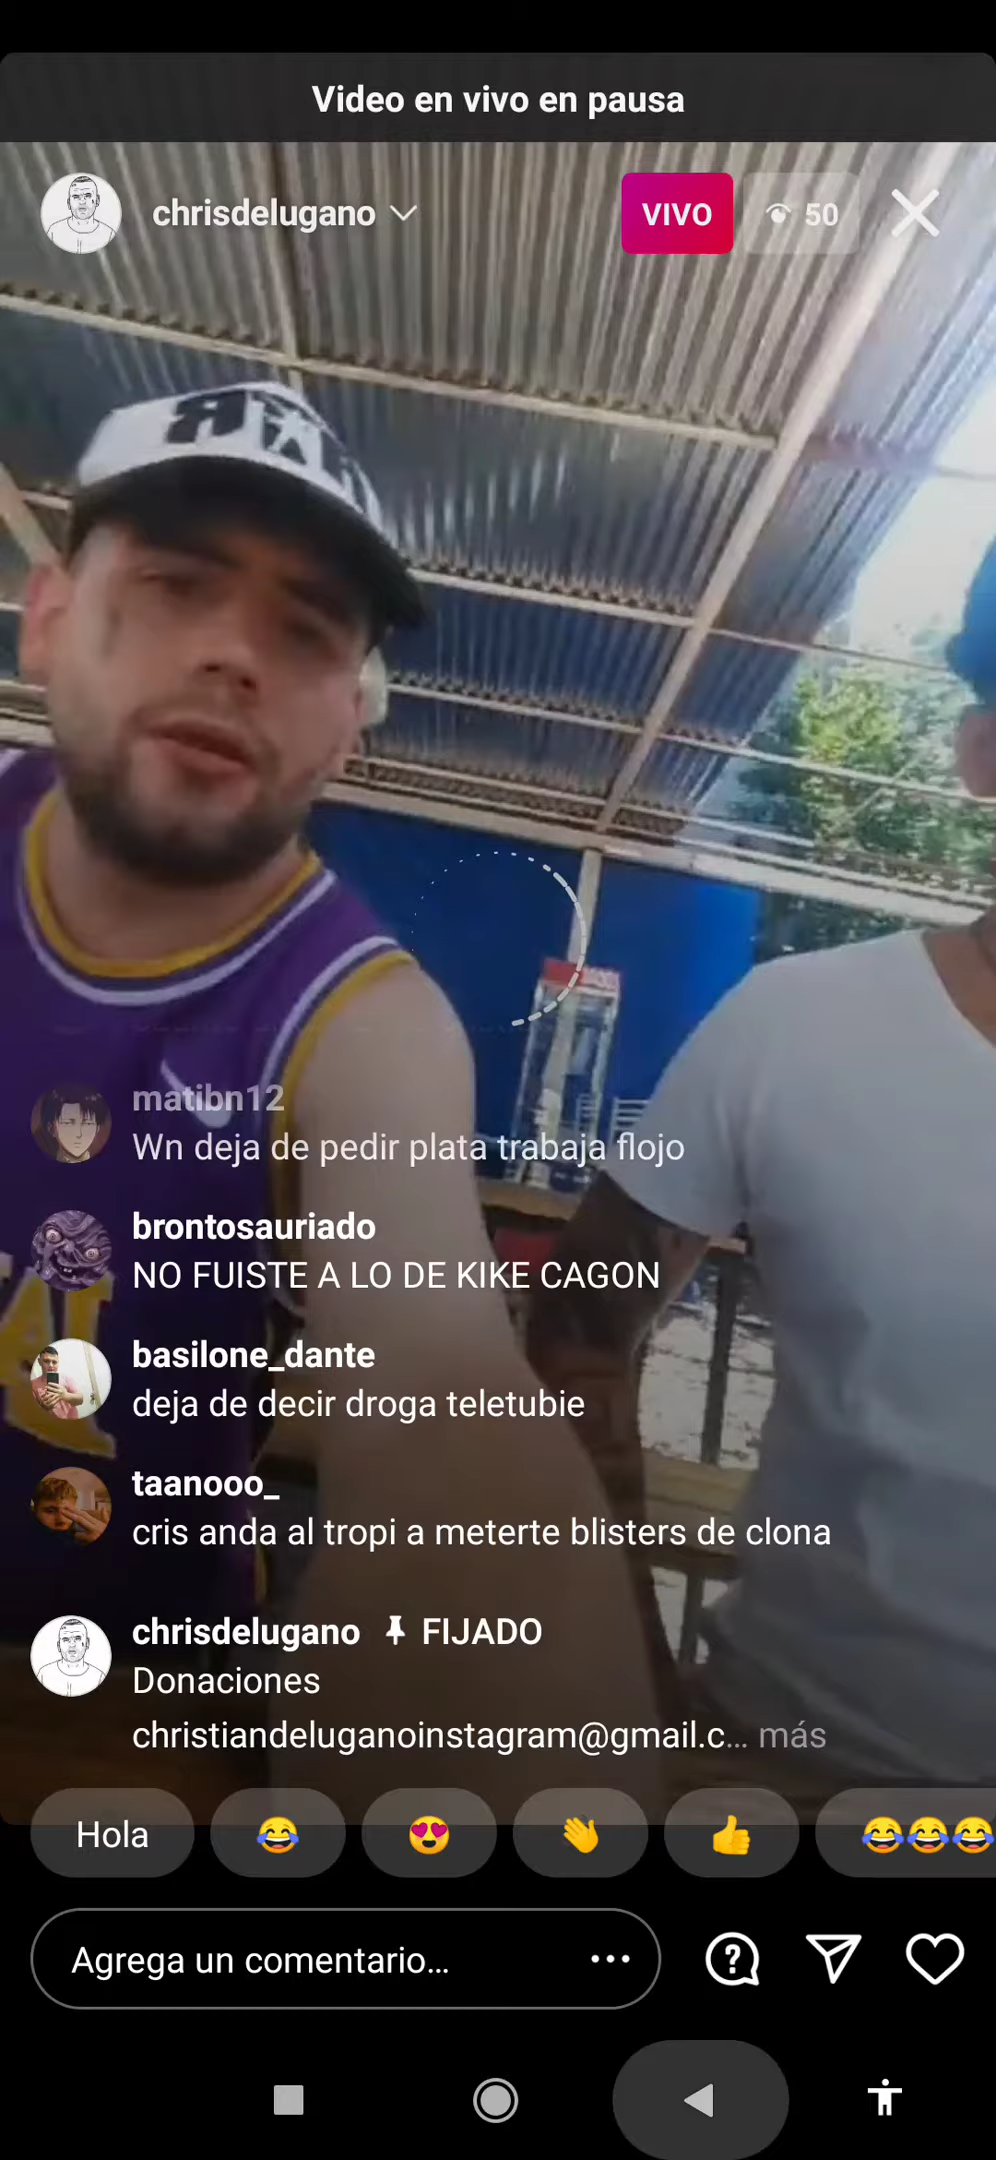 Video en vivo en pausa
chrisdelugano
VIVO
50
matibn12
Wn deja de pedir plata trabaja flojo
brontosauriado
NO FUISTE A LO DE KIKE CAGON
basilone_dante
deja de decir droga teletubie
taanooo_
cris anda al tropi a meterte blisters de clona
chrisdelugano FIJADO
Donaciones
christiandeluganoinstagram@gmail.c... más
Hola
Agrega un comentario...